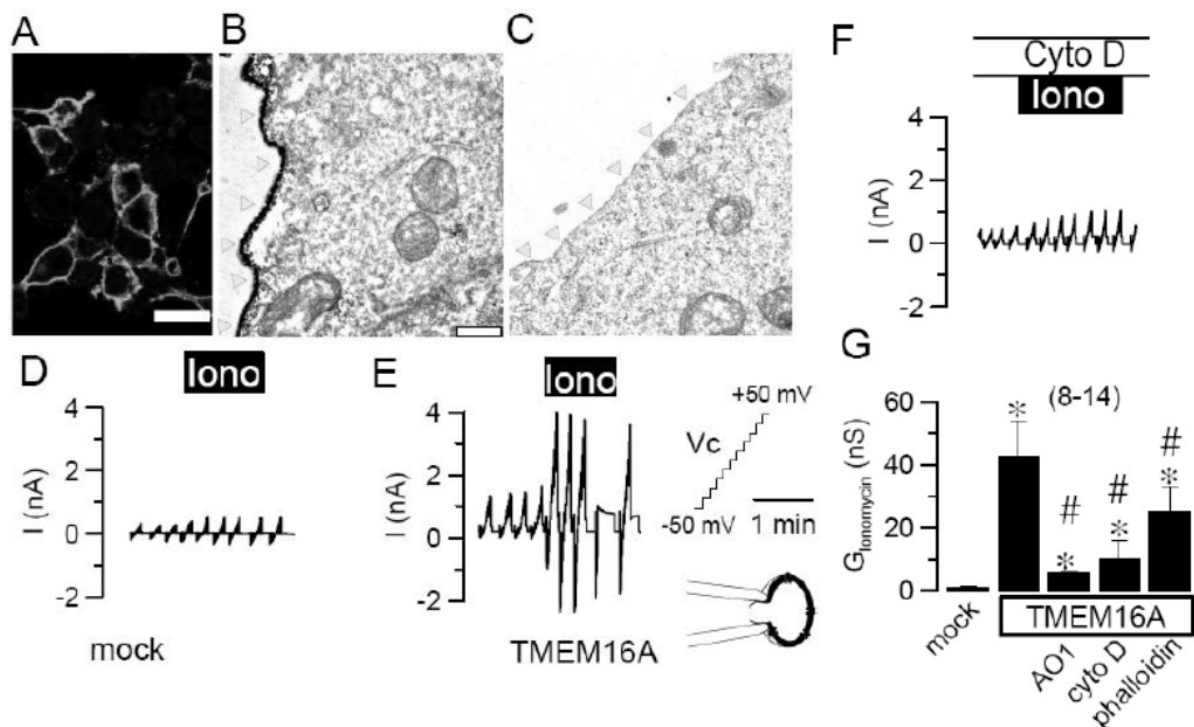 A
B
C
D
Iono
I (nA)
4
2
0
-2
mock
E
Iono
I (nA)
4
2
0
-2
TMEM16A
+50 mV
Vc
-50 mV
1 min
F
Cyto D
Iono
I (nA)
4
2
0
-2
G
(8-14)
G Ionomycin (nS)
60
40
20
0
*
#
*
#
*
#
*
mock
TMEM16A
AO1
cyto D
phalloidin